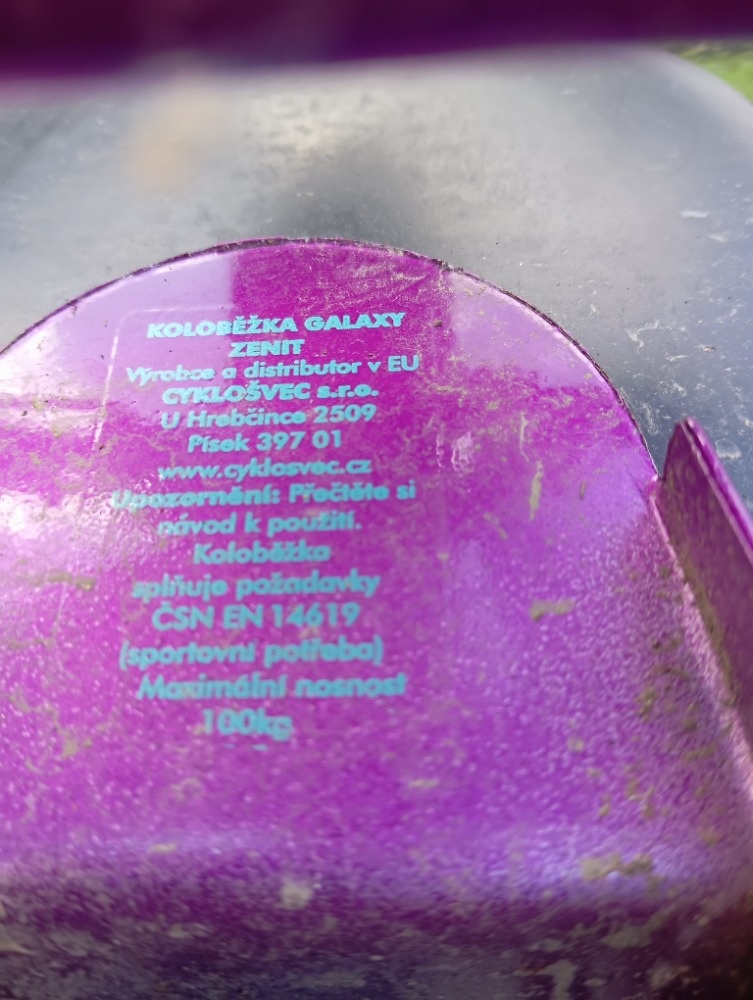 KOLOBĚŽKA GALAXY
ZENIT
Výrobce a distributor v EU
CYKLOŠVEC s.r.o.
U Hrebčince 2509
Písek 397 01
www.cyklosvec.cz
Upozornění: Přečtěte si
návod k použití.
Koloběžka
splňuje požadavky
ČSN EN 14619
(sportovní potřeba)
Maximální nosnost
100kg